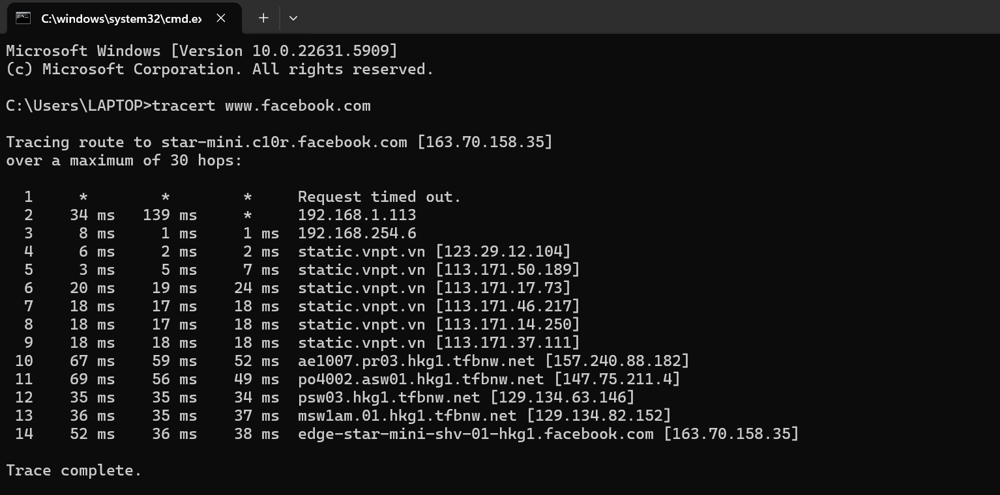 C:\windows\system32\cmd.ex
Microsoft Windows [Version 10.0.22631.5909]
(c) Microsoft Corporation. All rights reserved.
C:\Users\LAPTOP>tracert www.facebook.com
Tracing route to star-mini.c10r.facebook.com [163.70.158.35]
over a maximum of 30 hops:
1 * * * Request timed out.
2 34 ms 139 ms * 192.168.1.113
3 8 ms 1 ms 1 ms 192.168.254.6
4 6 ms 2 ms 2 ms static.vnpt.vn [123.29.12.104]
5 3 ms 5 ms 7 ms static.vnpt.vn [113.171.50.189]
6 20 ms 19 ms 24 ms static.vnpt.vn [113.171.17.73]
7 18 ms 17 ms 18 ms static.vnpt.vn [113.171.46.217]
8 18 ms 17 ms 18 ms static.vnpt.vn [113.171.14.250]
9 18 ms 18 ms 18 ms static.vnpt.vn [113.171.37.111]
10 67 ms 59 ms 52 ms ae1007.pr03.hkg1.tfbnw.net [157.240.88.182]
11 69 ms 56 ms 49 ms po4002.asw01.hkg1.tfbnw.net [147.75.211.4]
12 35 ms 35 ms 34 ms psw03.hkg1.tfbnw.net [129.134.63.146]
13 36 ms 35 ms 37 ms msw1am.01.hkg1.tfbnw.net [129.134.82.152]
14 52 ms 36 ms 38 ms edge-star-mini-shv-01-hkg1.facebook.com [163.70.158.35]
Trace complete.